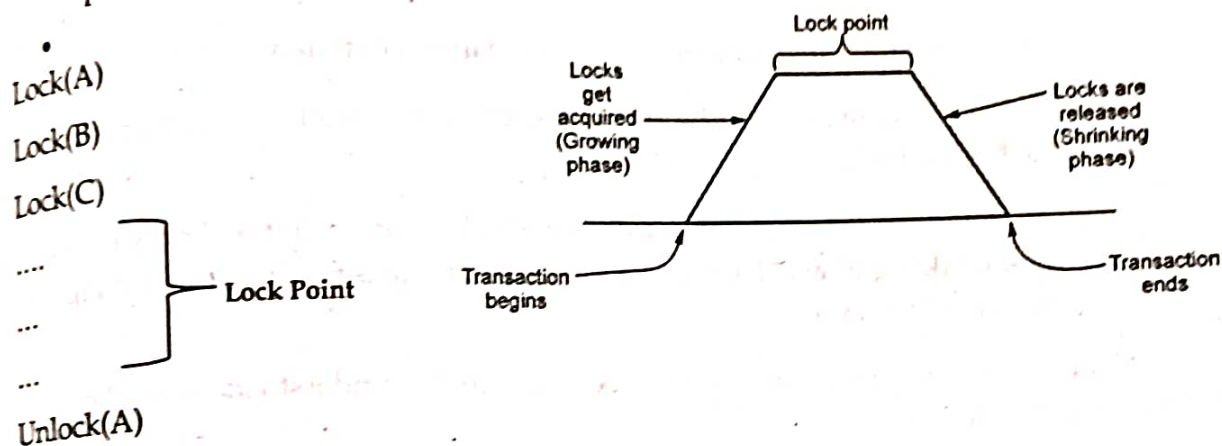 Lock(A)
Lock(B)
Lock(C)
....
...
...
Unlock(A)
Lock Point
Lock point
Locks
get
acquired
(Growing
phase)
Locks are
released
(Shrinking
phase)
Transaction
begins
Transaction
ends